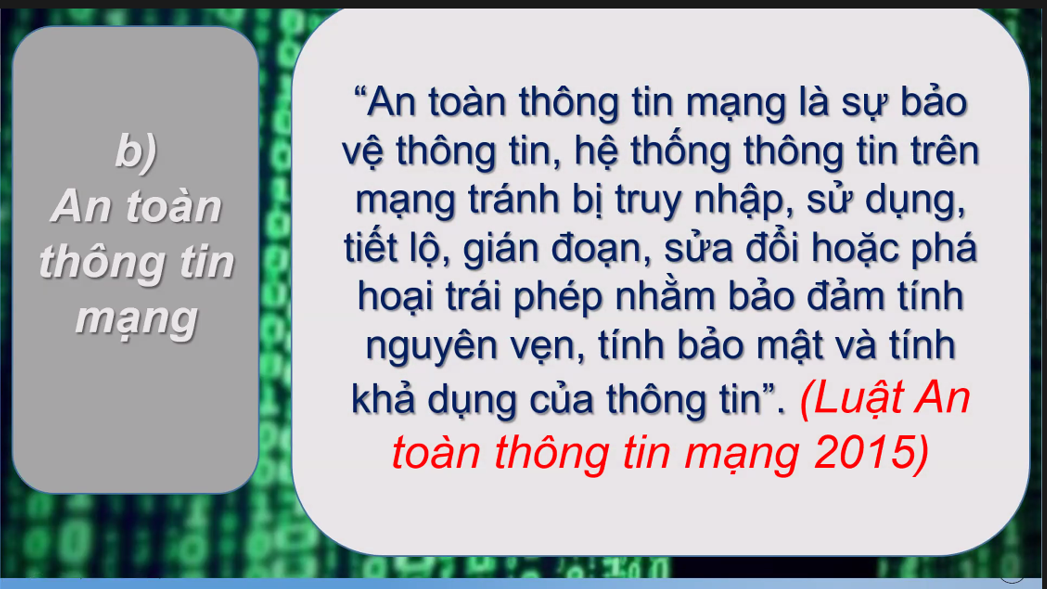 b)
An toàn
thông tin
mạng
“An toàn thông tin mạng là sự bảo
vệ thông tin, hệ thống thông tin trên
mạng tránh bị truy nhập, sử dụng,
tiết lộ, gián đoạn, sửa đổi hoặc phá
hoại trái phép nhằm bảo đảm tính
nguyên vẹn, tính bảo mật và tính
khả dụng của thông tin”. (Luật An
toàn thông tin mạng 2015)